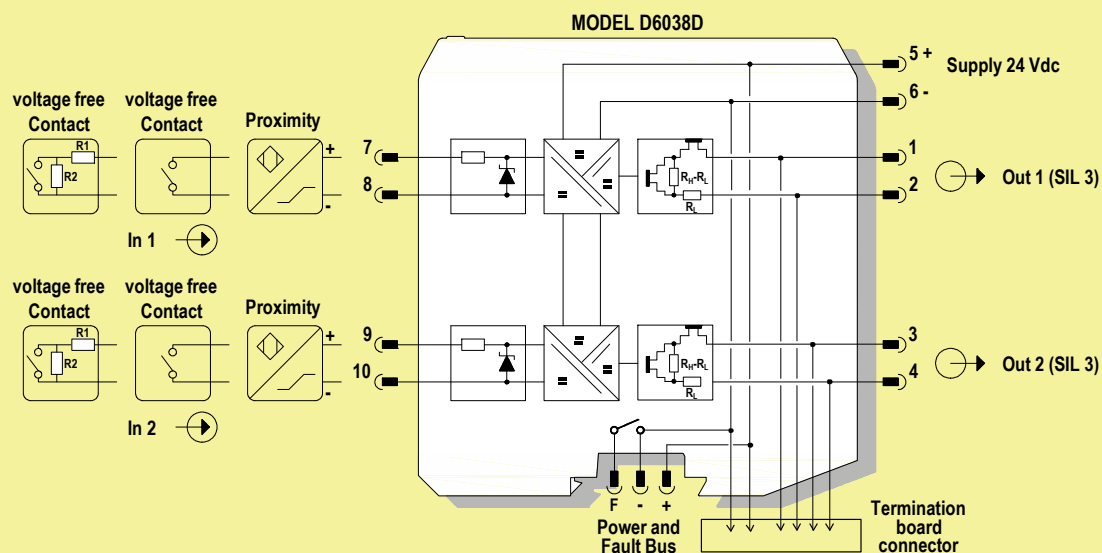 MODEL D6038D
5 +
Supply 24 Vdc
6 -
voltage free
Contact
R1
R2
voltage free
Contact
Proximity
+
-
7
8
In 1
RH-RL
RL
1
2
Out 1 (SIL 3)
voltage free
Contact
R1
R2
voltage free
Contact
Proximity
+
-
9
10
In 2
RH-RL
RL
3
4
Out 2 (SIL 3)
F - +
Power and
Fault Bus
Termination
board
connector